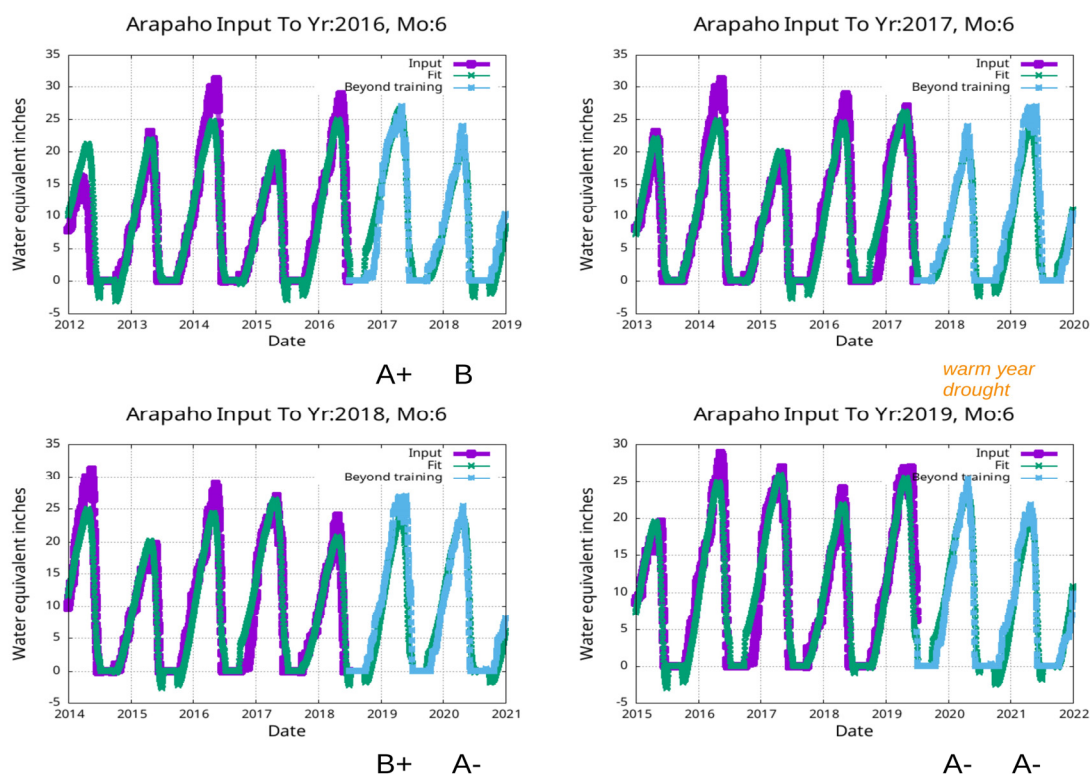 Arapaho Input To Yr:2016, Mo:6
Water equivalent inches
35
30
25
20
15
10
5
0
-5
Input
Fit
Beyond training
2012 2013 2014 2015 2016 2017 2018 2019
Date
A+ B
Arapaho Input To Yr:2017, Mo:6
Water equivalent inches
35
30
25
20
15
10
5
0
-5
Input
Fit
Beyond training
2013 2014 2015 2016 2017 2018 2019 2020
Date
warm year
drought
Arapaho Input To Yr:2018, Mo:6
Water equivalent inches
35
30
25
20
15
10
5
0
-5
Input
Fit
Beyond training
2014 2015 2016 2017 2018 2019 2020 2021
Date
B+ A-
Arapaho Input To Yr:2019, Mo:6
Water equivalent inches
30
25
20
15
10
5
0
-5
Input
Fit
Beyond training
2015 2016 2017 2018 2019 2020 2021 2022
Date
A- A-